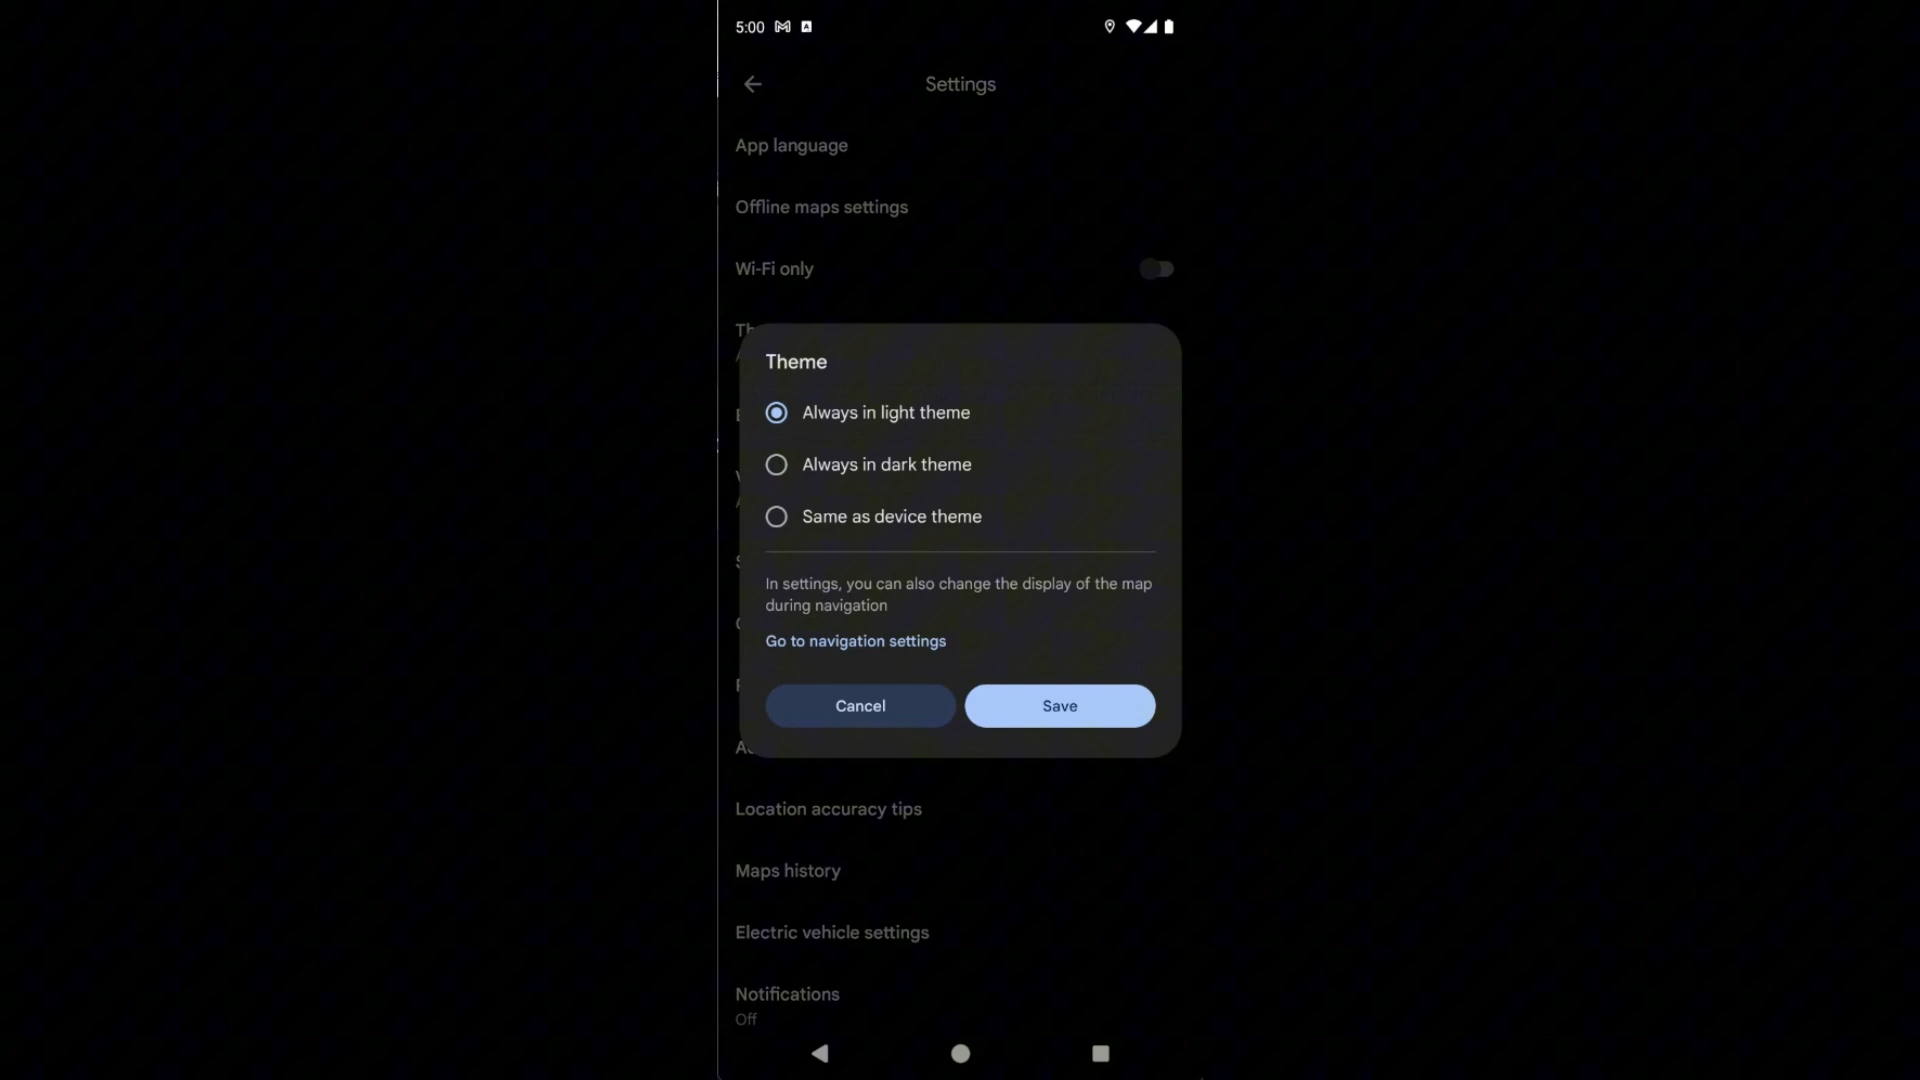 5:00
Settings
App language
Offline maps settings
Wi-Fi only
Theme
Always in light theme
Always in dark theme
Same as device theme
In settings, you can also change the display of the map
during navigation
Go to navigation settings
Cancel
Save
Location accuracy tips
Maps history
Electric vehicle settings
Notifications
Off